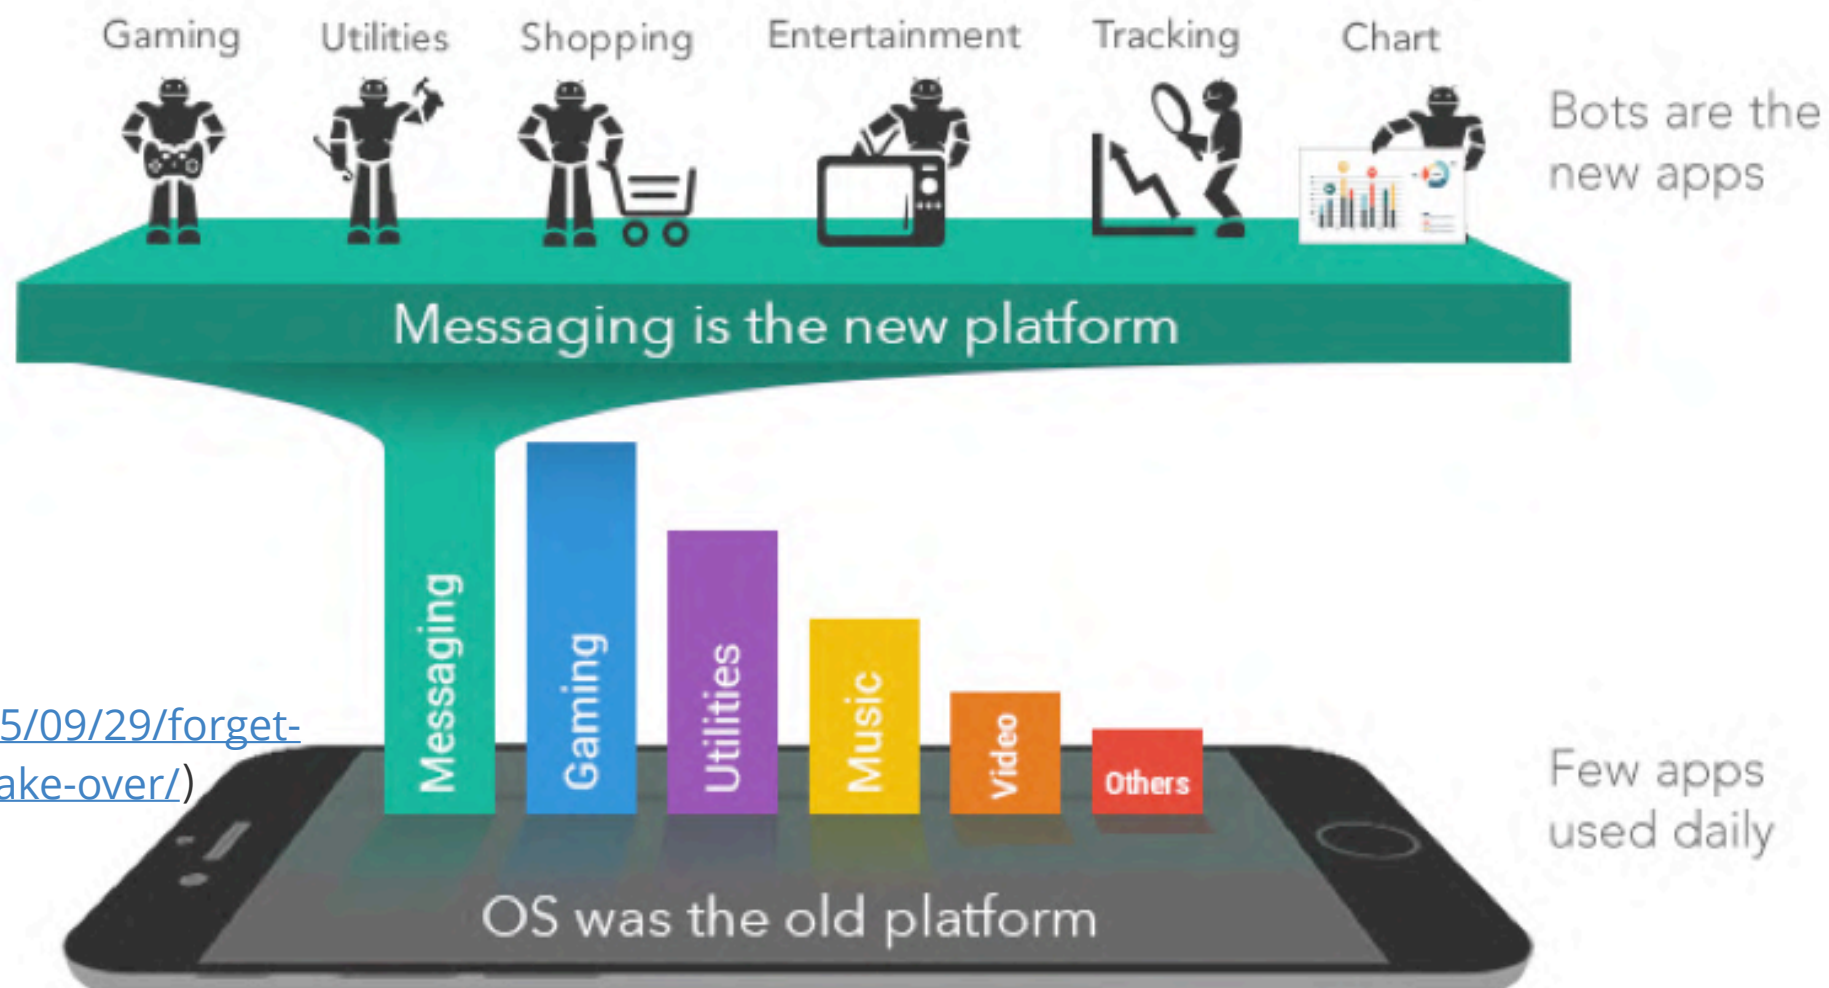 Gaming
Utilities
Shopping
Entertainment
Tracking
Chart
Bots are the
new apps
Messaging is the new platform
Messaging
Gaming
Utilities
Music
Video
Others
5/09/29/forget-
ake-over/)
Few apps
used daily
OS was the old platform